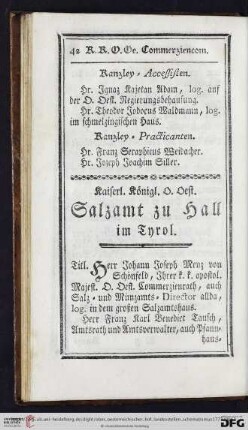 42 K. K. O. Oe. Commerziencom.
Kanzley-Accessisten.
Hr. Ignaz Kajetan Adam, log. auf
der O. Oest. Regierungsbehausung.
Hr. Theodor Jodocus Waldmann, log.
im schmelzingischen Haus.
Kanzley-Practicanten.
Hr. Franz Seraphicus Weibacher.
Hr. Joseph Joachim Siller.
Kaiserl. Königl. O. Oest.
Salzamt zu Hall
im Tyrol.
Titl. Herr Johann Joseph Menz von
Schönfeld, Ihrer k. k. apostol.
Majest. O. Oest. Commerzienrath, auch
Salz- und Münzamts-Director allda,
log. in dem großen Salzamtshaus.
Herr Franz Karl Benedict Tausch,
Amtsrath und Amtsverwalter, auch Pfann-
haus-